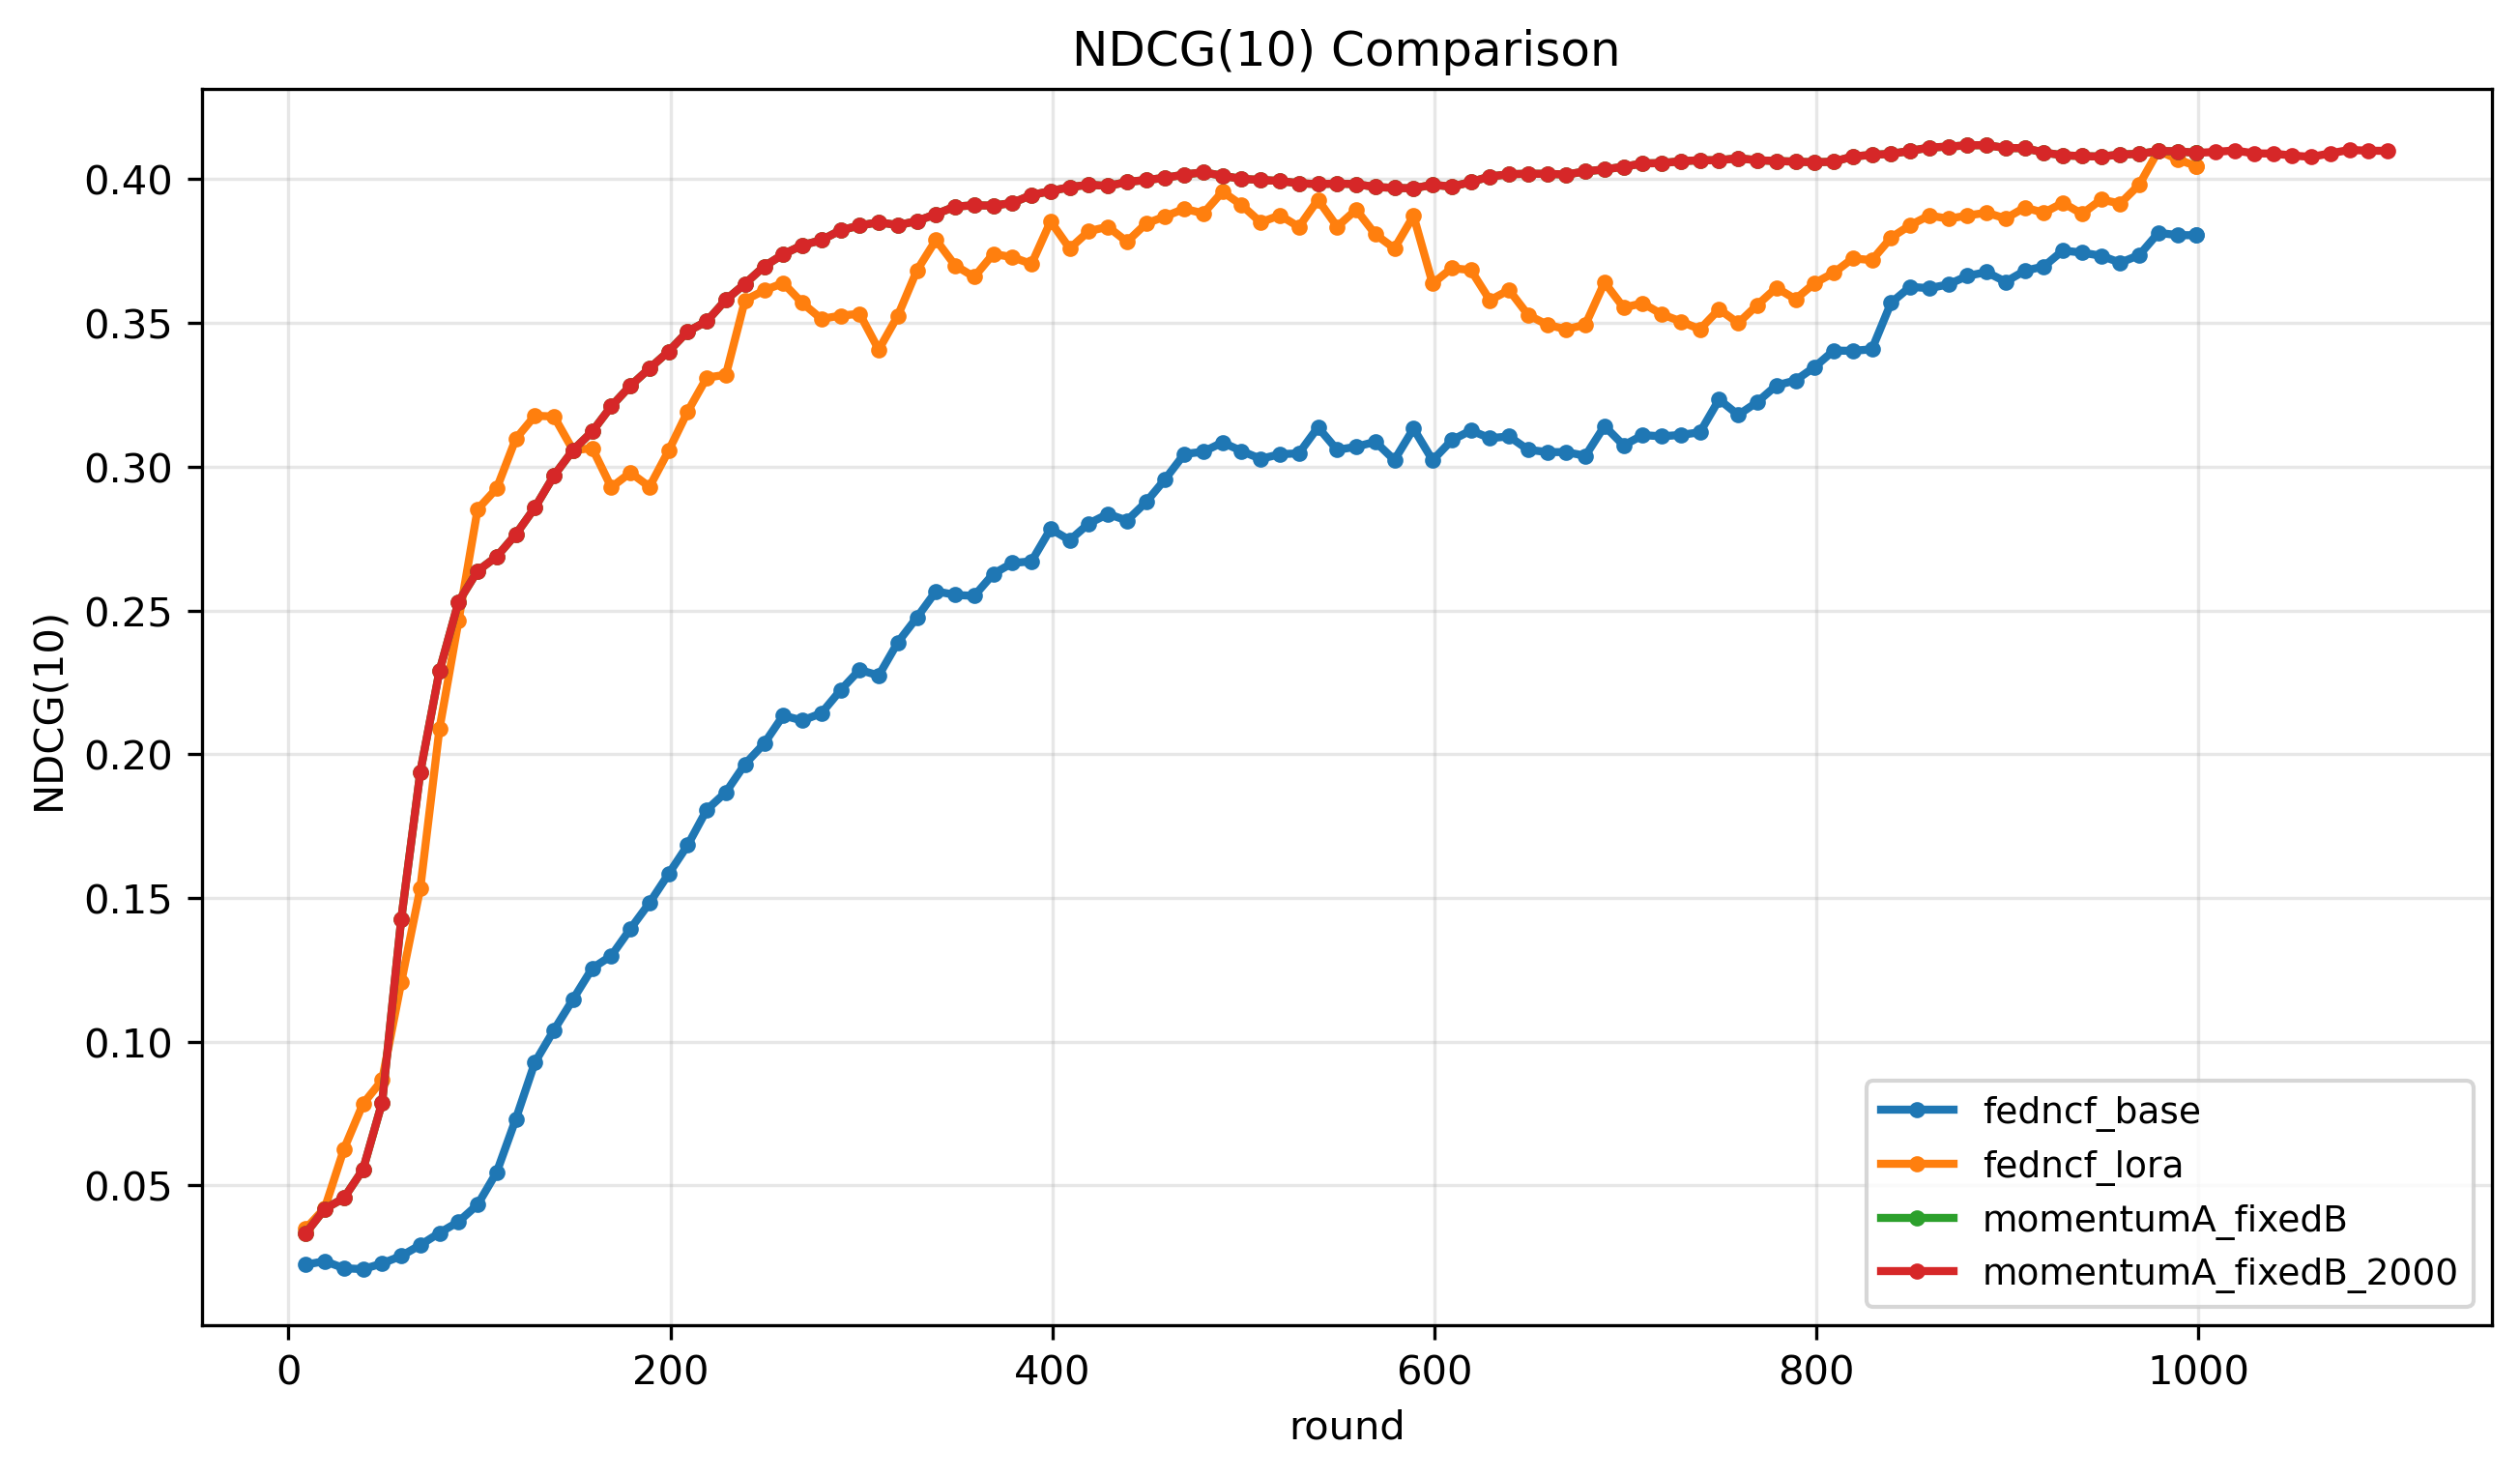 NDCG(10) Comparison
NDCG(10)
0.40
0.35
0.30
0.25
0.20
0.15
0.10
0.05
0 200 400 600 800 1000
round
fedncf_base
fedncf_lora
momentumA_fixedB
momentumA_fixedB_2000